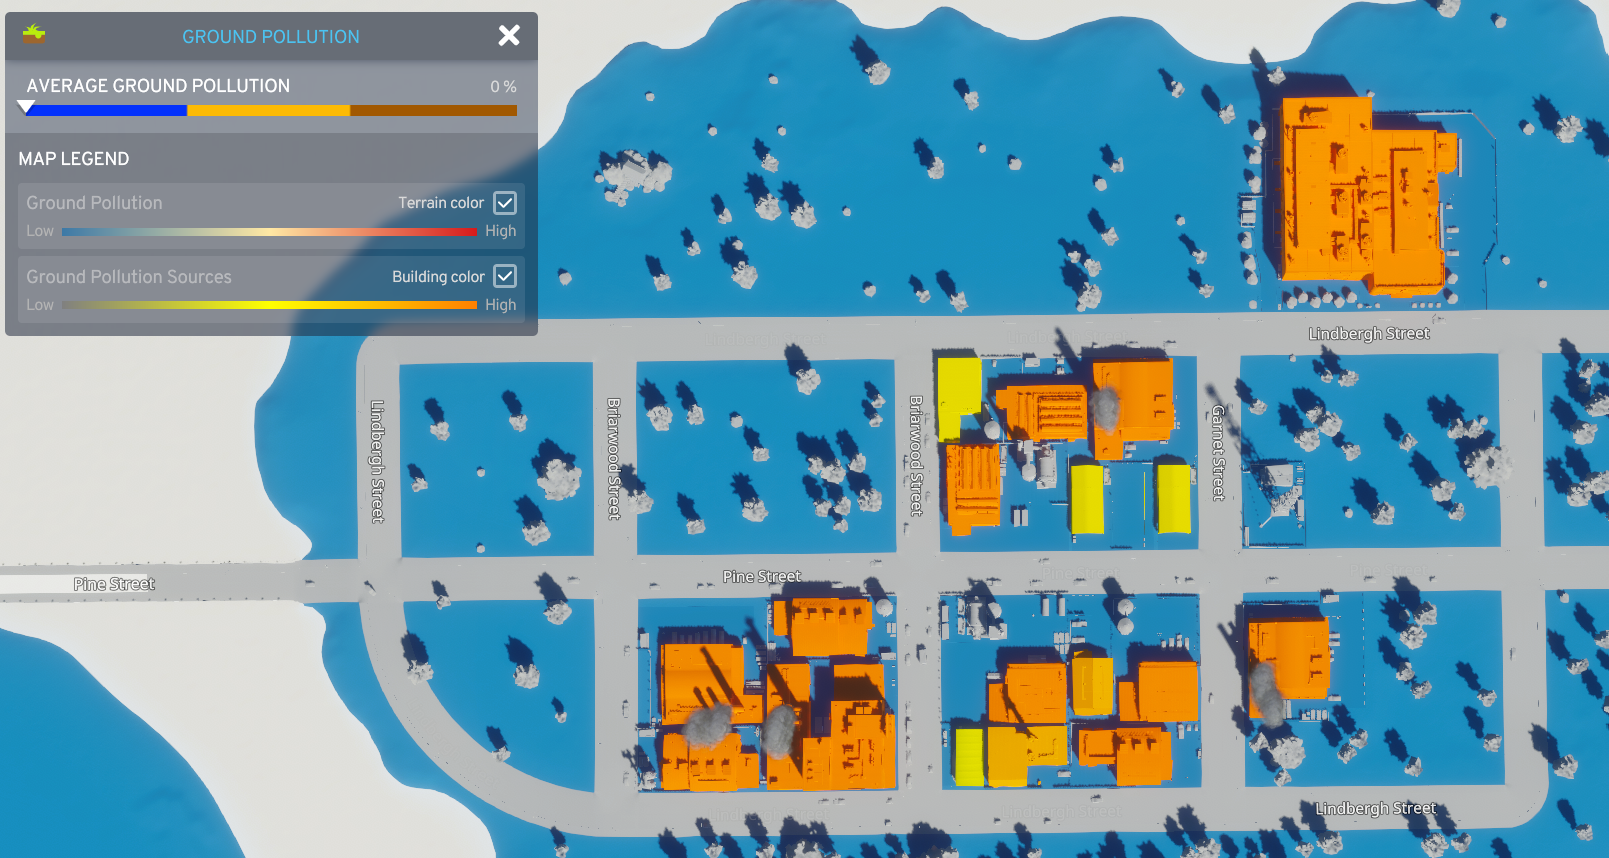 GROUND POLLUTION
AVERAGE GROUND POLLUTION
0 %
MAP LEGEND
Ground Pollution
Terrain color
Low
High
Ground Pollution Sources
Building color
Low
High
Lindbergh Street
Lindbergh Street
Briarwood Street
Briarwood Street
Garnet Street
Pine Street
Pine Street
Lindbergh Street